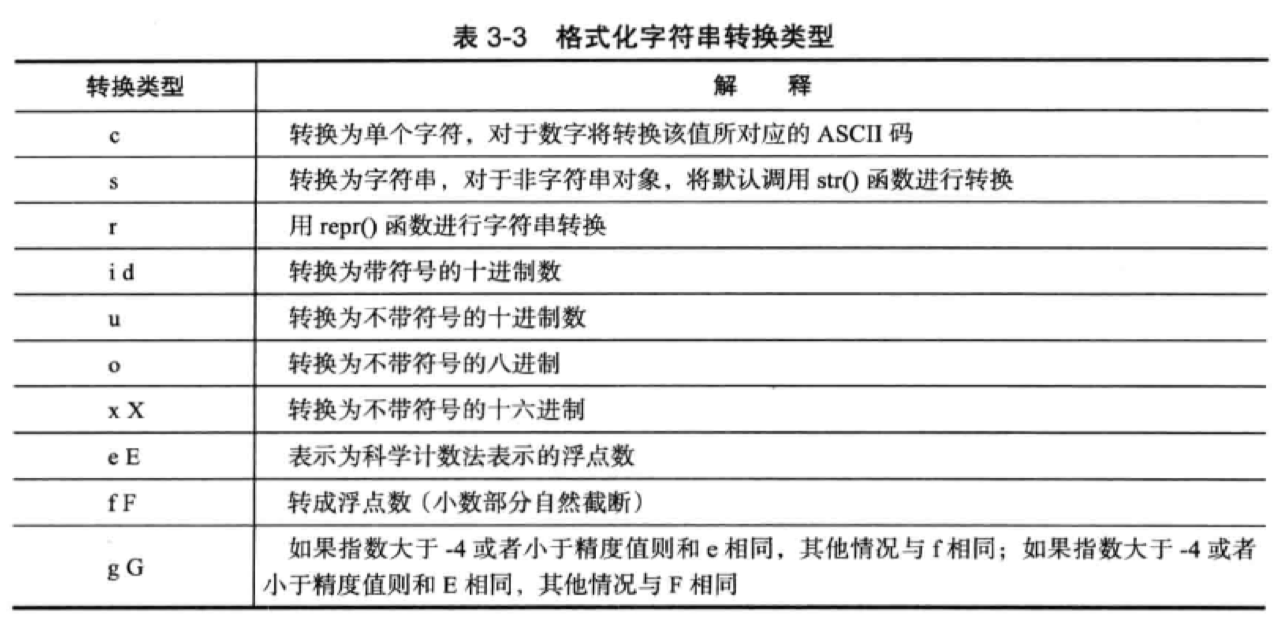 表 3-3 格式化字符串转换类型
转换类型 解 释
c 转换为单个字符，对于数字将转换该值所对应的 ASCII 码
s 转换为字符串，对于非字符串对象，将默认调用 str() 函数进行转换
r 用 repr() 函数进行字符串转换
i d 转换为带符号的十进制数
u 转换为不带符号的十进制数
o 转换为不带符号的八进制
x X 转换为不带符号的十六进制
e E 表示为科学计数法表示的浮点数
f F 转成浮点数（小数部分自然截断）
g G 如果指数大于 -4 或者小于精度值则和 e 相同，其他情况与 f 相同；如果指数大于 -4 或者
小于精度值则和 E 相同，其他情况与 F 相同